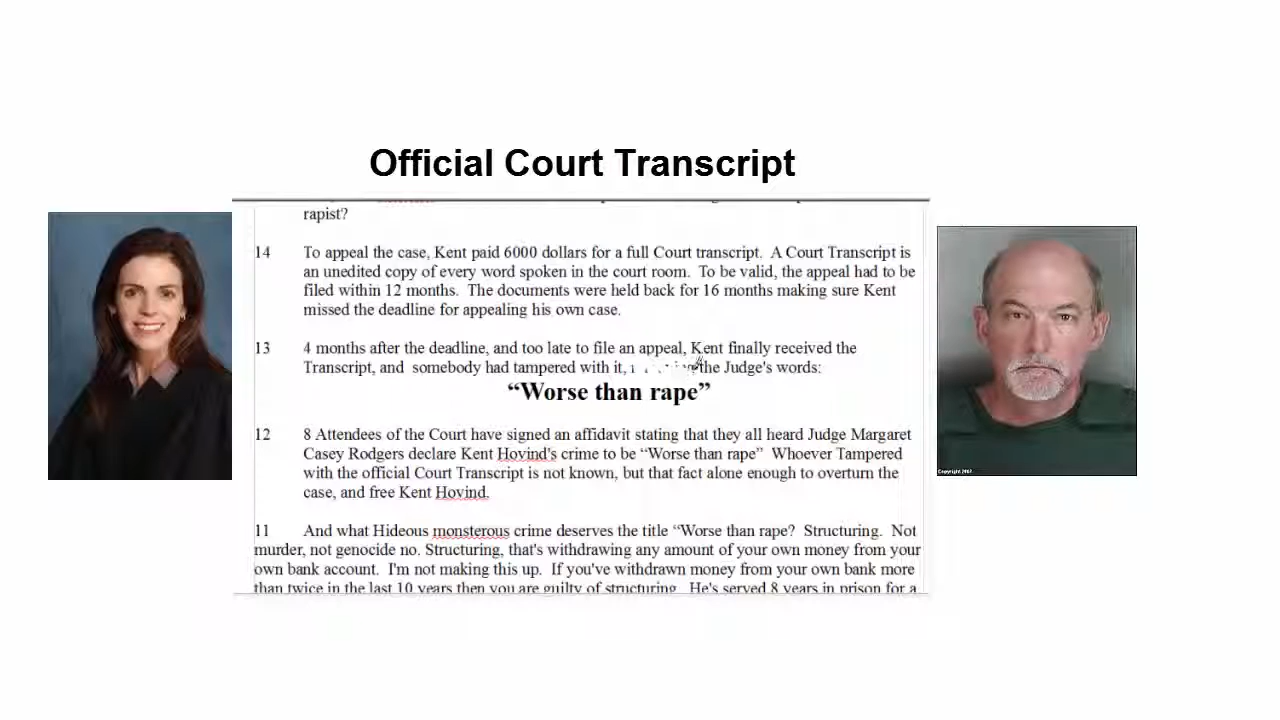 Official Court Transcript
rapist?
14 To appeal the case, Kent paid 6000 dollars for a full Court transcript. A Court Transcript is
an unedited copy of every word spoken in the court room. To be valid, the appeal had to be
filed within 12 months. The documents were held back for 16 months making sure Kent
missed the deadline for appealing his own case.
13 4 months after the deadline, and too late to file an appeal, Kent finally received the
Transcript, and somebody had tampered with it, the Judge's words:
“Worse than rape”
12 8 Attendees of the Court have signed an affidavit stating that they all heard Judge Margaret
Casey Rodgers declare Kent Hovind's crime to be “Worse than rape” Whoever Tampered
with the official Court Transcript is not known, but that fact alone enough to overturn the
case, and free Kent Hovind.
11 And what Hideous monsterous crime deserves the title “Worse than rape? Structuring. Not
murder, not genocide no. Structuring, that's withdrawing any amount of your own money from your
own bank account. I'm not making this up. If you've withdrawn money from your own bank more
than twice in the last 10 years then you are guilty of structuring. He's served 8 years in prison for a
Copyright 2007